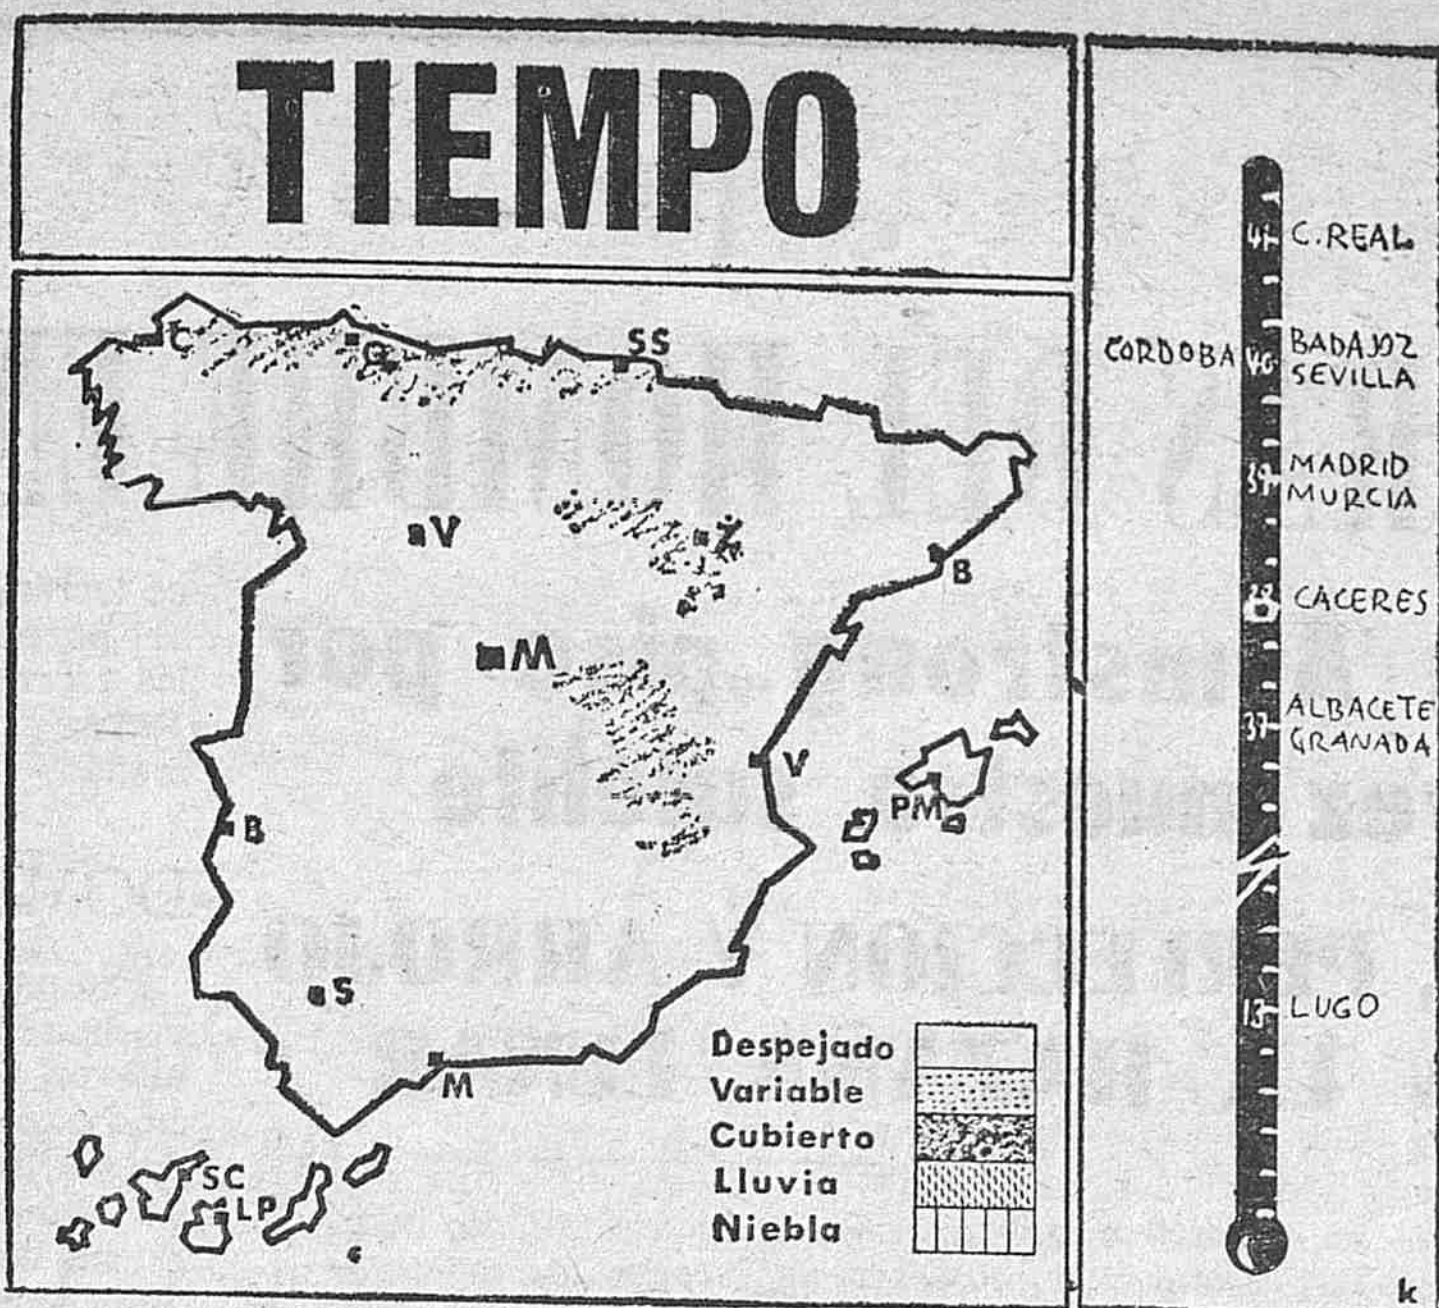 TIEMPO
C
G
SS
V
Z
B
M
V
PM
B
S
M
SC
LP
Despejado
Variable
Cubierto
Lluvia
Niebla
41 C.REAL
CORDOBA 40 BADAJOZ
SEVILLA
39 MADRID
MURCIA
CACERES
37 ALBACETE
GRANADA
13 LUGO
k